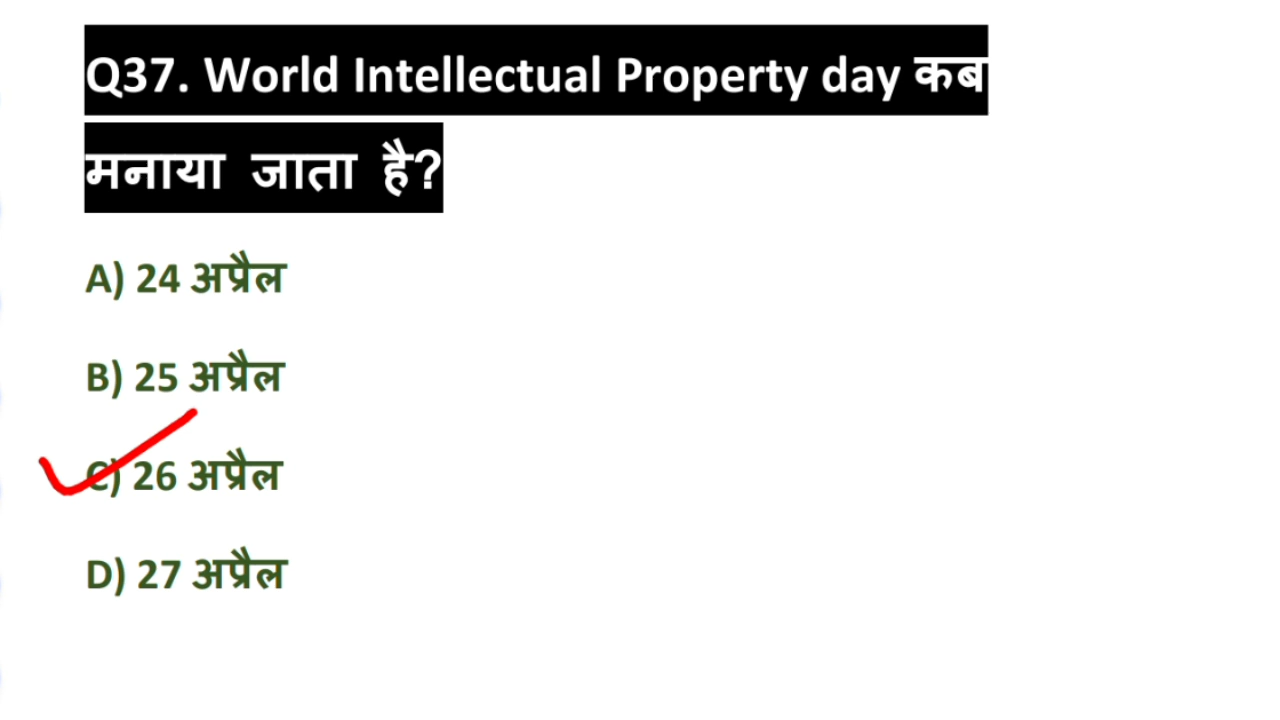 Q37. World Intellectual Property day कब
मनाया जाता है?
A) 24 अप्रैल
B) 25 अप्रैल
C) 26 अप्रैल
D) 27 अप्रैल